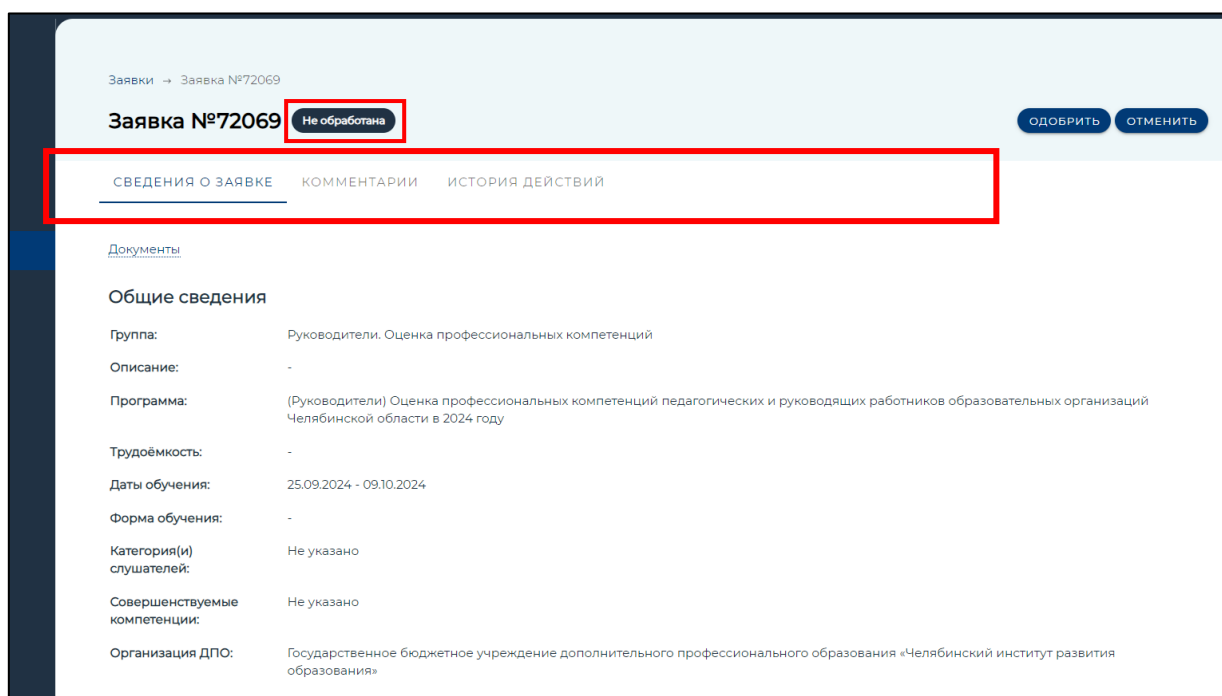 Заявки → Заявка №72069
Заявка №72069 Не обработана
ОДОБРИТЬ ОТМЕНИТЬ
СВЕДЕНИЯ О ЗАЯВКЕ КОММЕНТАРИИ ИСТОРИЯ ДЕЙСТВИЙ
Документы
Общие сведения
Группа: Руководители. Оценка профессиональных компетенций
Описание: -
Программа: (Руководители) Оценка профессиональных компетенций педагогических и руководящих работников образовательных организаций
Челябинской области в 2024 году
Трудоёмкость: -
Даты обучения: 25.09.2024 - 09.10.2024
Форма обучения: -
Категория(и) Не указано
слушателей:
Совершенствуемые Не указано
компетенции:
Организация ДПО: Государственное бюджетное учреждение дополнительного профессионального образования «Челябинский институт развития
образования»